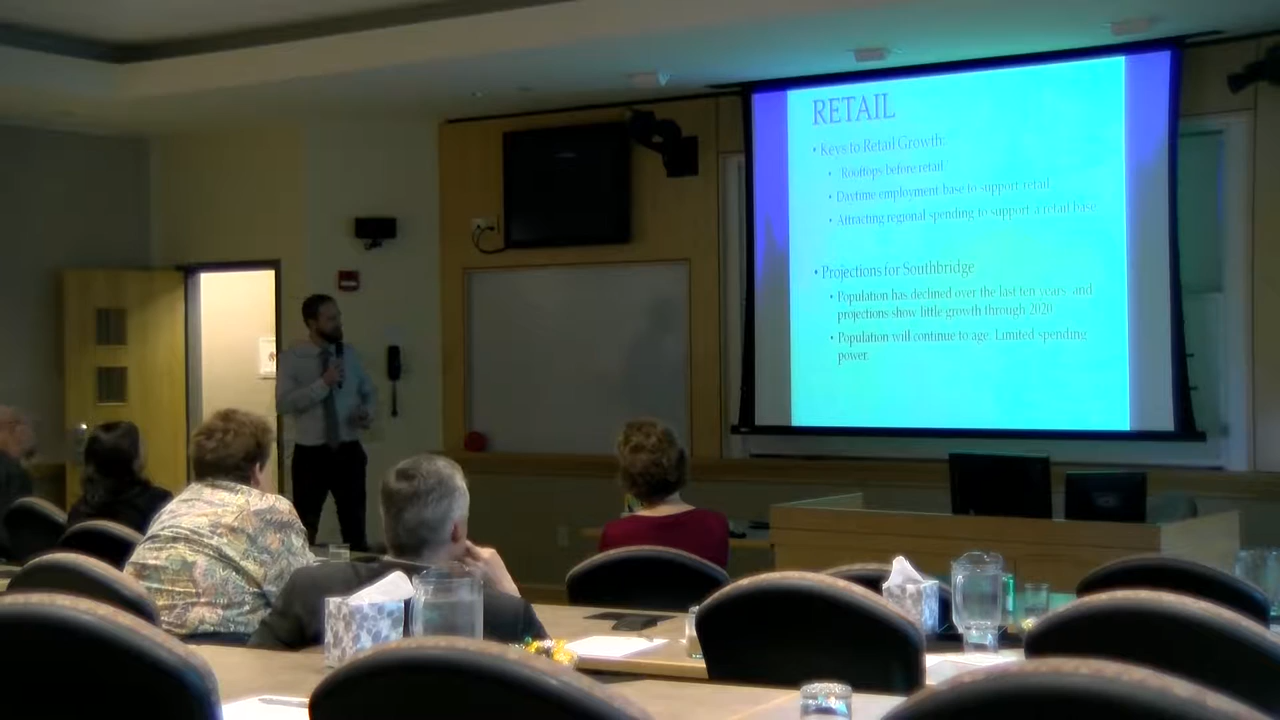 RETAIL
• Keys to Retail Growth:
• Rooftops before retail
• Daytime employment base to support retail
• Attracting regional spending to support a retail base
• Projections for Southbridge
• Population has declined over the last ten years and
projections show little growth through 2020
• Population will continue to age. Limited spending
power.